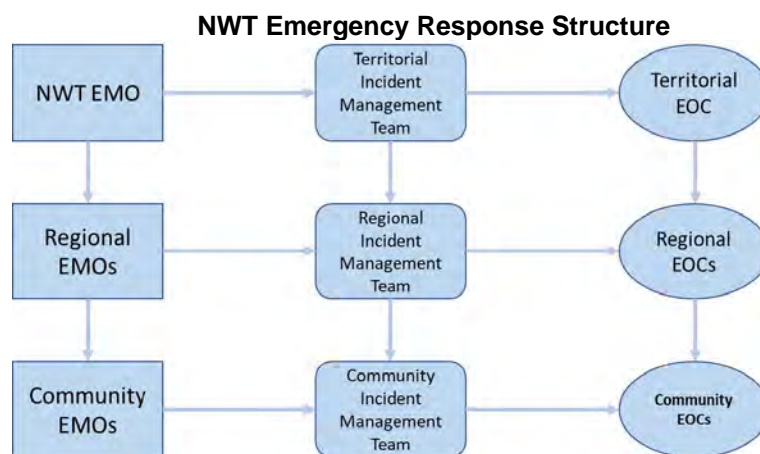 NWT Emergency Response Structure
NWT EMO
Territorial
Incident
Management
Team
Territorial
EOC
Regional
EMOs
Regional
Incident
Management
Team
Regional
EOCs
Community
EMOs
Community
Incident
Management
Team
Community
EOCs